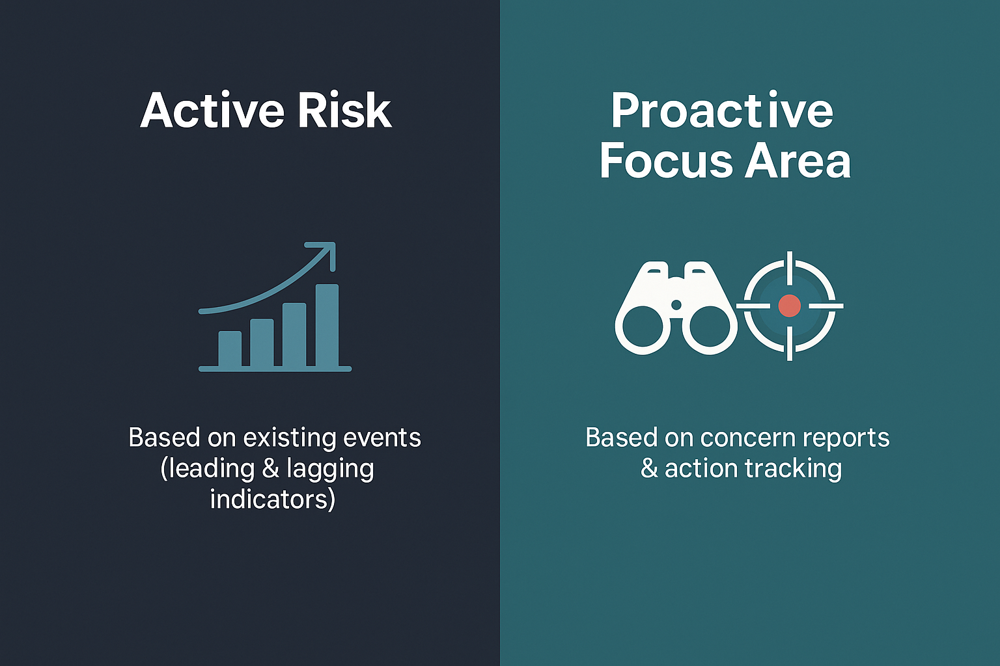 Active Risk
Based on existing events
(leading & lagging
indicators)
Proactive
Focus Area
Based on concern reports
& action tracking